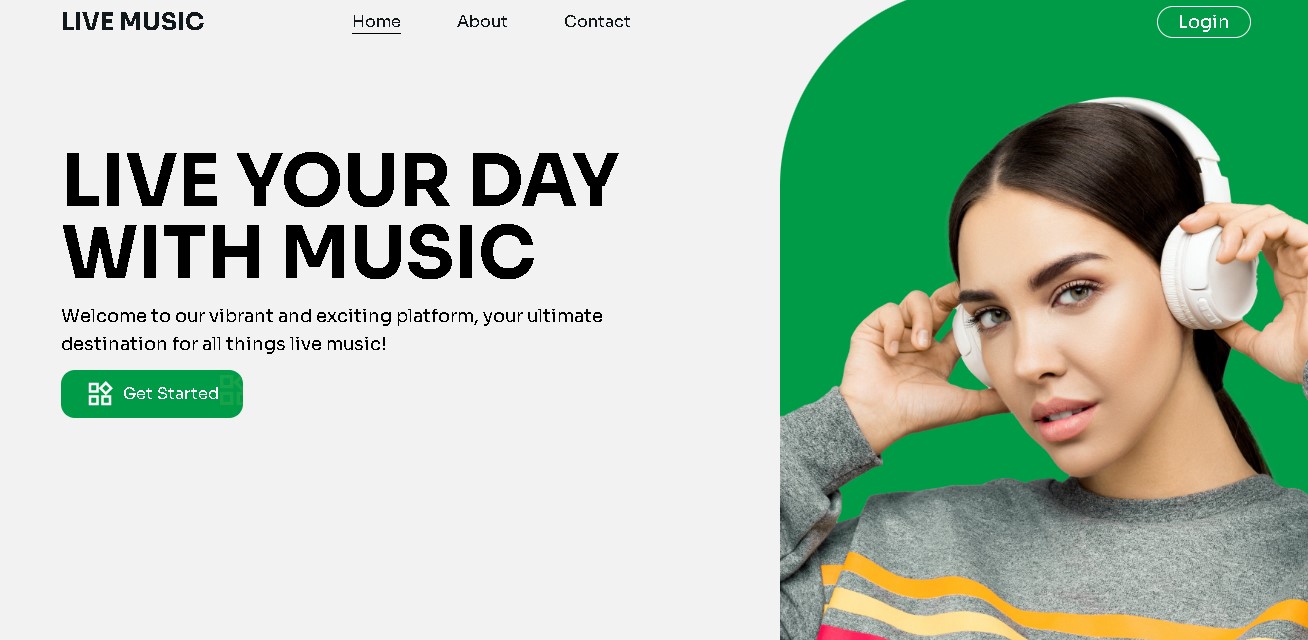 LIVE MUSIC
Home
About
Contact
Login
LIVE YOUR DAY
WITH MUSIC
Welcome to our vibrant and exciting platform, your ultimate
destination for all things live music!
Get Started